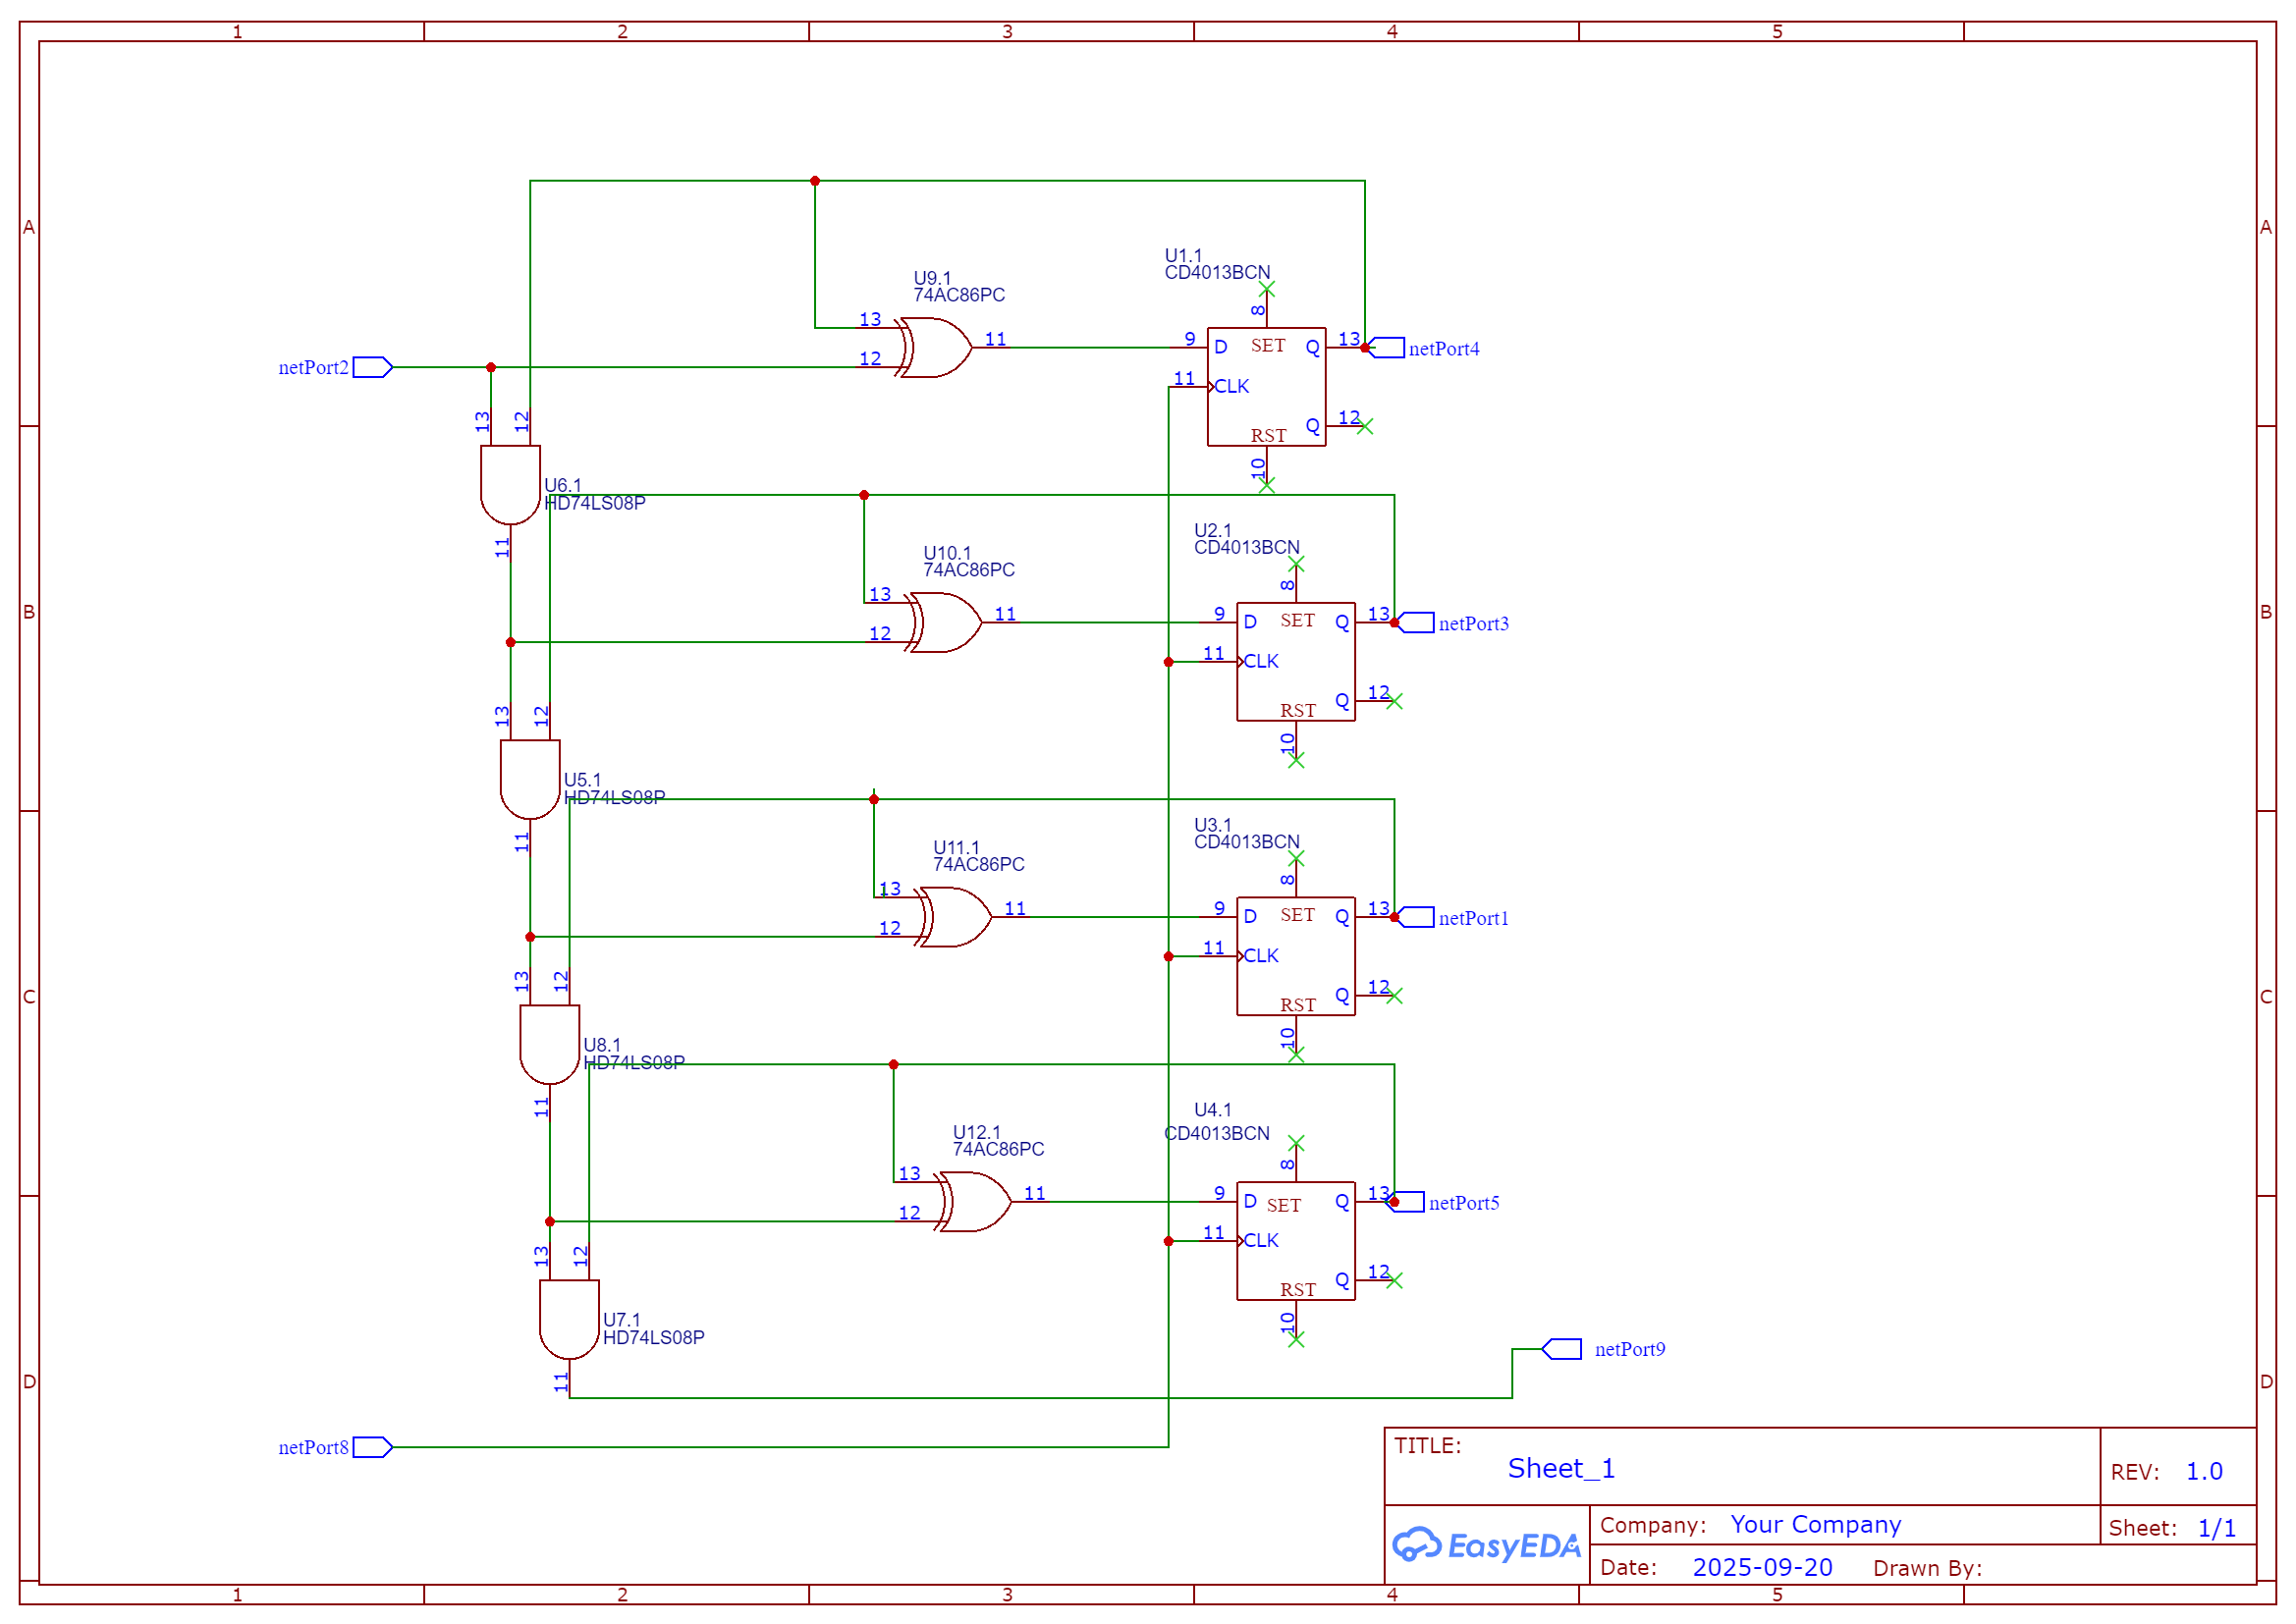 1 2 3 4 5
A A
U1.1
CD4013BCN
U9.1
74AC86PC
8
13 11 9 D SET Q 13 netPort4
netPort2 12
11 CLK
13 12
12 Q
RST
10
U6.1
HD74LS08P
11
U2.1
CD4013BCN
U10.1
74AC86PC
8
B B
13 11 9 D SET Q 13 netPort3
12
11 CLK
13 12
Q 12
RST
10
U5.1
HD74LS08P
11
U3.1
CD4013BCN
U11.1
74AC86PC
8
13 11 9 D SET Q 13 netPort1
12
11 CLK
13 12
C C
Q 12
RST
10
U8.1
HD74LS08P
11
U4.1
CD4013BCN
U12.1
74AC86PC
8
13 11 9 D SET Q 13 netPort5
12
11 CLK
13 12
Q 12
RST
10
U7.1
HD74LS08P
netPort9
11
D D
netPort8
TITLE:
Sheet_1
REV: 1.0
EasyEDA
Company: Your Company
Sheet: 1/1
Date: 2025-09-20 Drawn By:
1 2 3 4 5